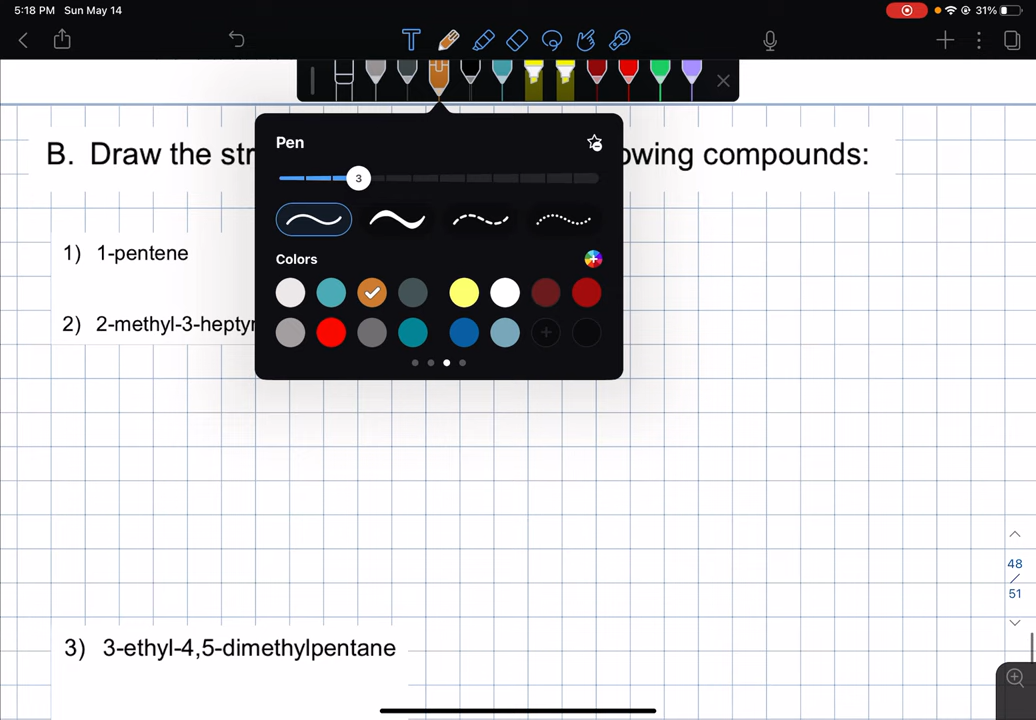 5:18 PM Sun May 14
31%
T
B. Draw the str owing compounds:
Pen
3
Colors
1) 1-pentene
2) 2-methyl-3-heptyn
48
/
51
3) 3-ethyl-4,5-dimethylpentane